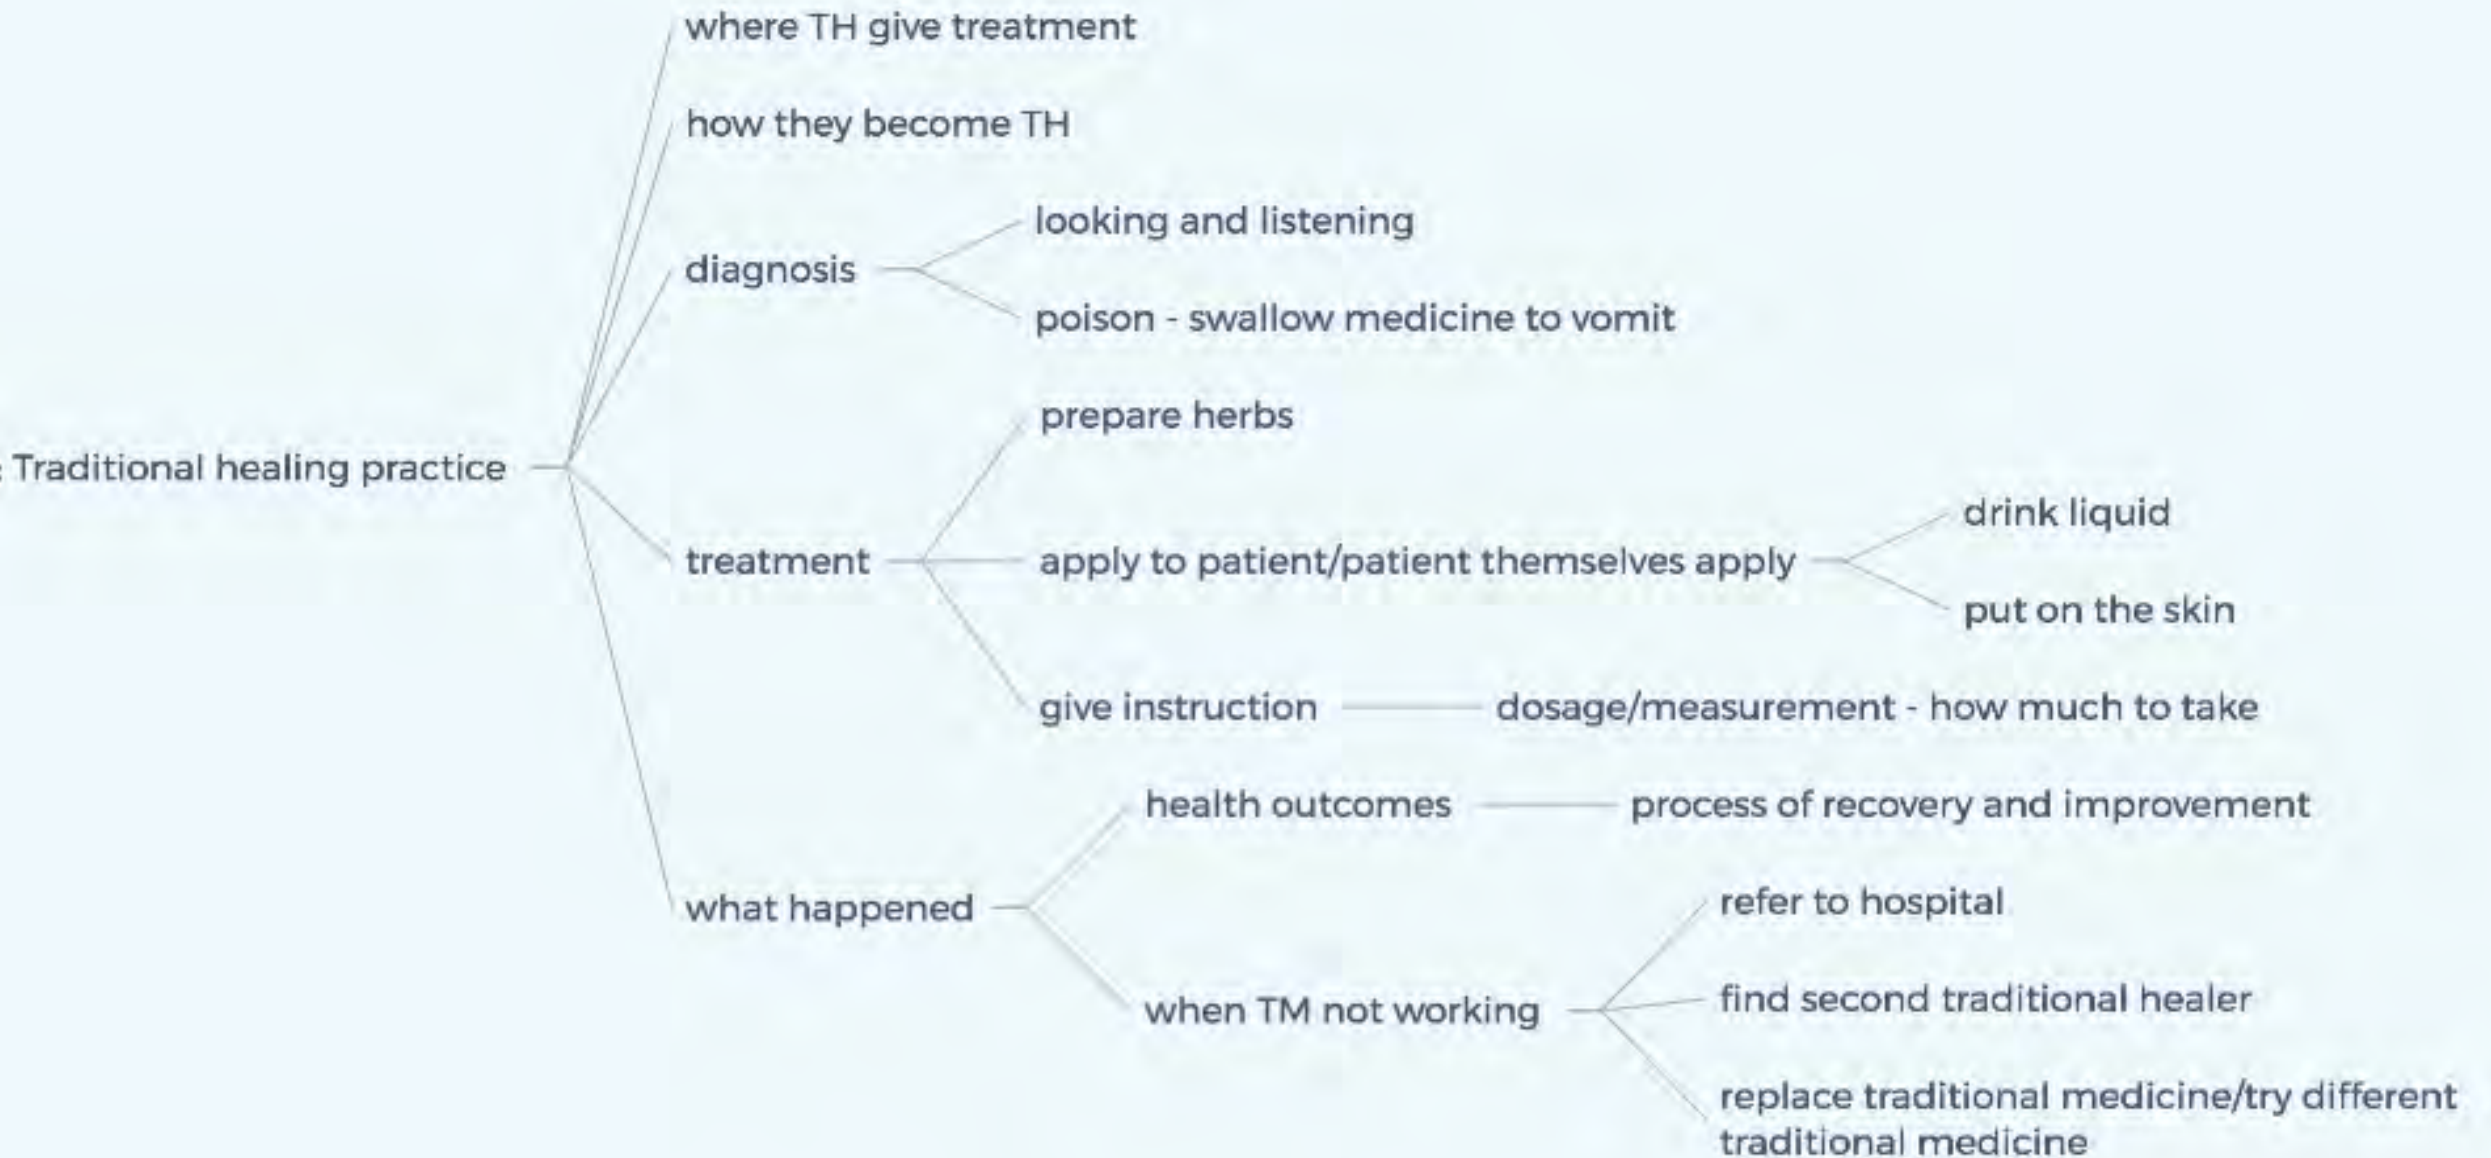 where TH give treatment
how they become TH
looking and listening
diagnosis
poison - swallow medicine to vomit
prepare herbs
: Traditional healing practice
drink liquid
treatment
apply to patient/patient themselves apply
put on the skin
give instruction
dosage/measurement - how much to take
health outcomes
process of recovery and improvement
what happened
refer to hospital
when TM not working
find second traditional healer
replace traditional medicine/try different
traditional medicine